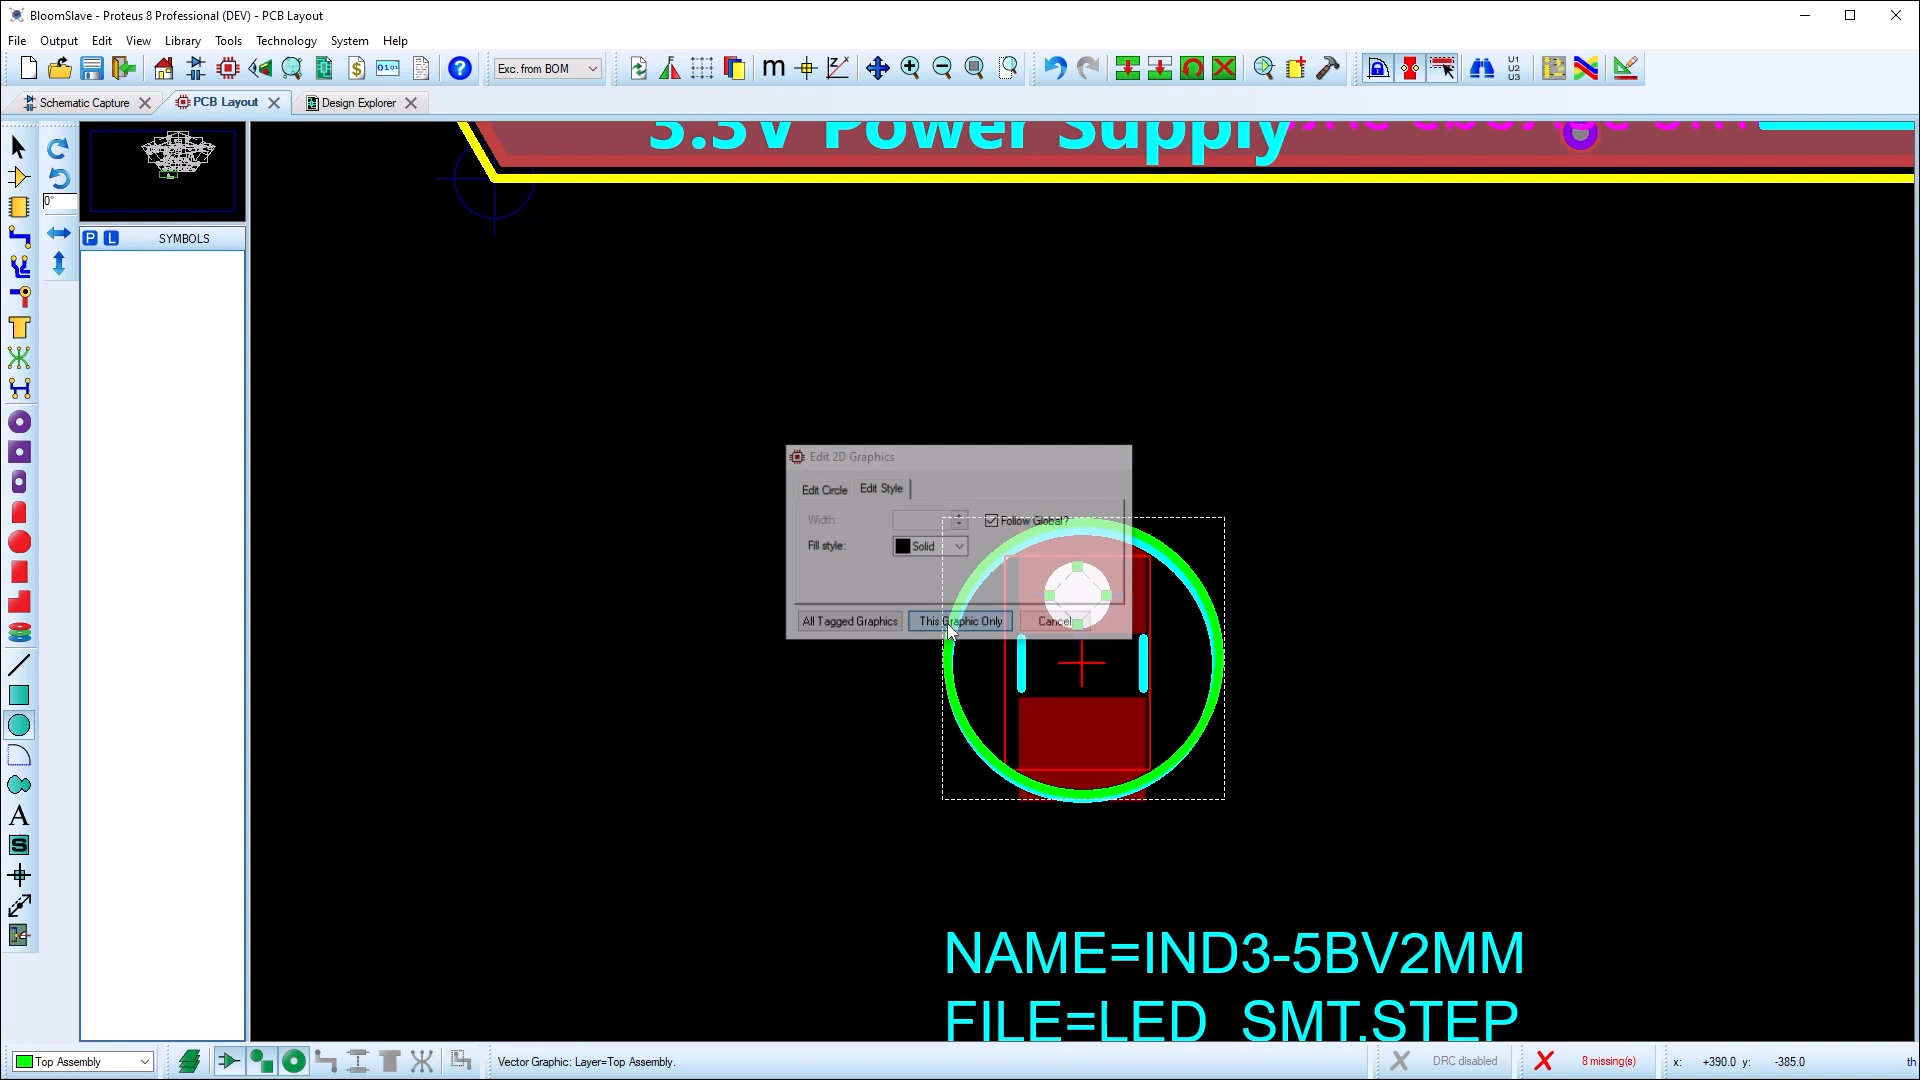 BloomSlave - Proteus 8 Professional (DEV) - PCB Layout
File Output Edit View Library Tools Technology System Help
Exc. from BOM
Schematic Capture PCB Layout Design Explorer
3.3V Power Supply
0°
P L SYMBOLS
Edit 2D Graphics
Edit Circle Edit Style
Width: Follow Global?
Fill style: Solid
All Tagged Graphics This Graphic Only Cancel
NAME=IND3-5BV2MM
FILE=LED_SMT.STEP
Top Assembly Vector Graphic: Layer=Top Assembly. DRC disabled 8 missing(s) x: +390.0 y: -385.0 th